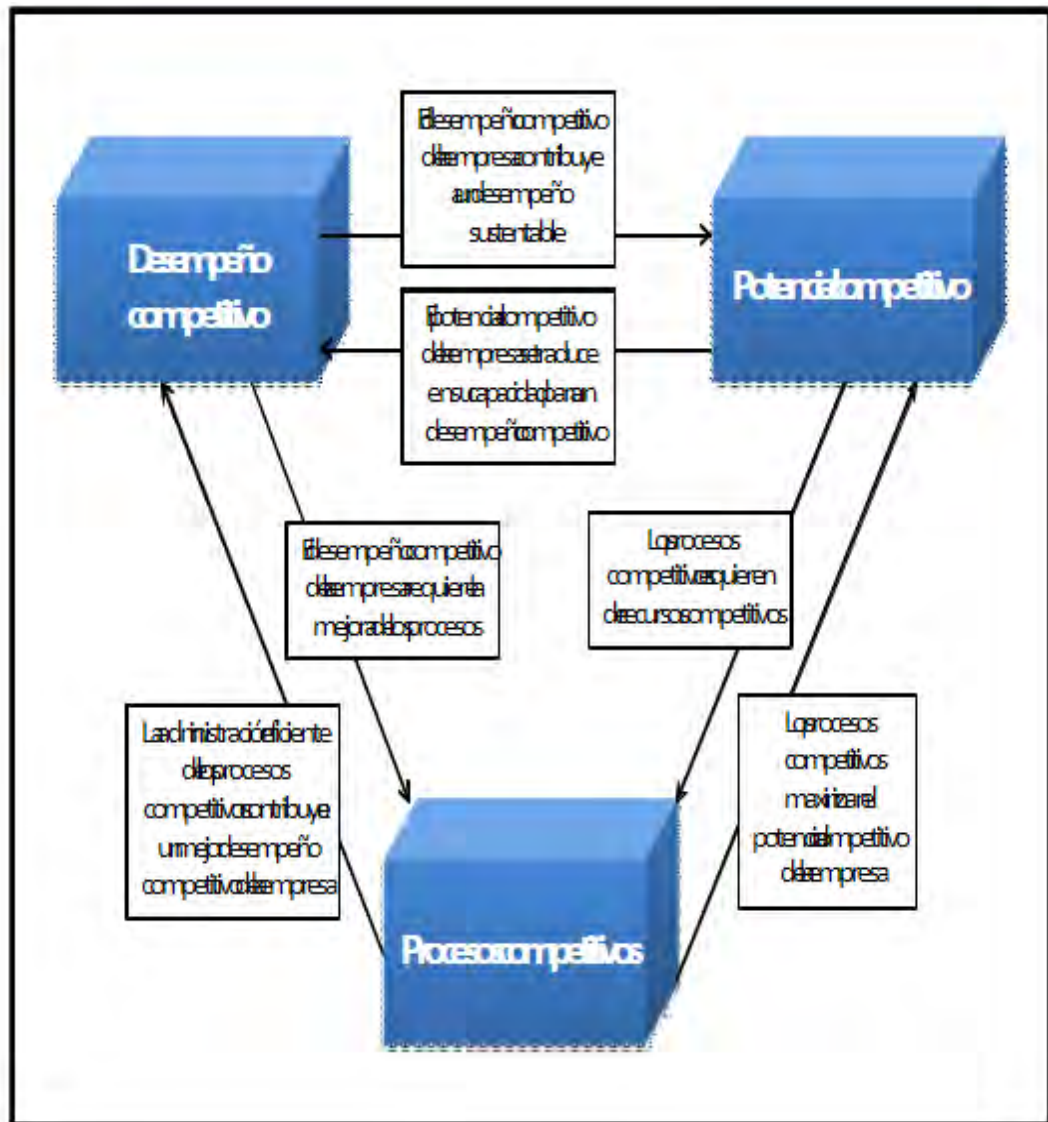 El desempeño competitivo
de la empresa contribuye
a un desempeño
sustentable
Desempeño
competitivo
Potencial competitivo
El potencial competitivo
de la empresa se traduce
en su capacidad para un
desempeño competitivo
El desempeño competitivo
de la empresa requiere la
mejora de los procesos
Los procesos
competitivos requieren
de recursos competitivos
La administración eficiente
de los procesos
competitivos contribuye
un mejor desempeño
competitivo de la empresa
Los procesos
competitivos
maximizan el
potencial competitivo
de la empresa
Procesos competitivos